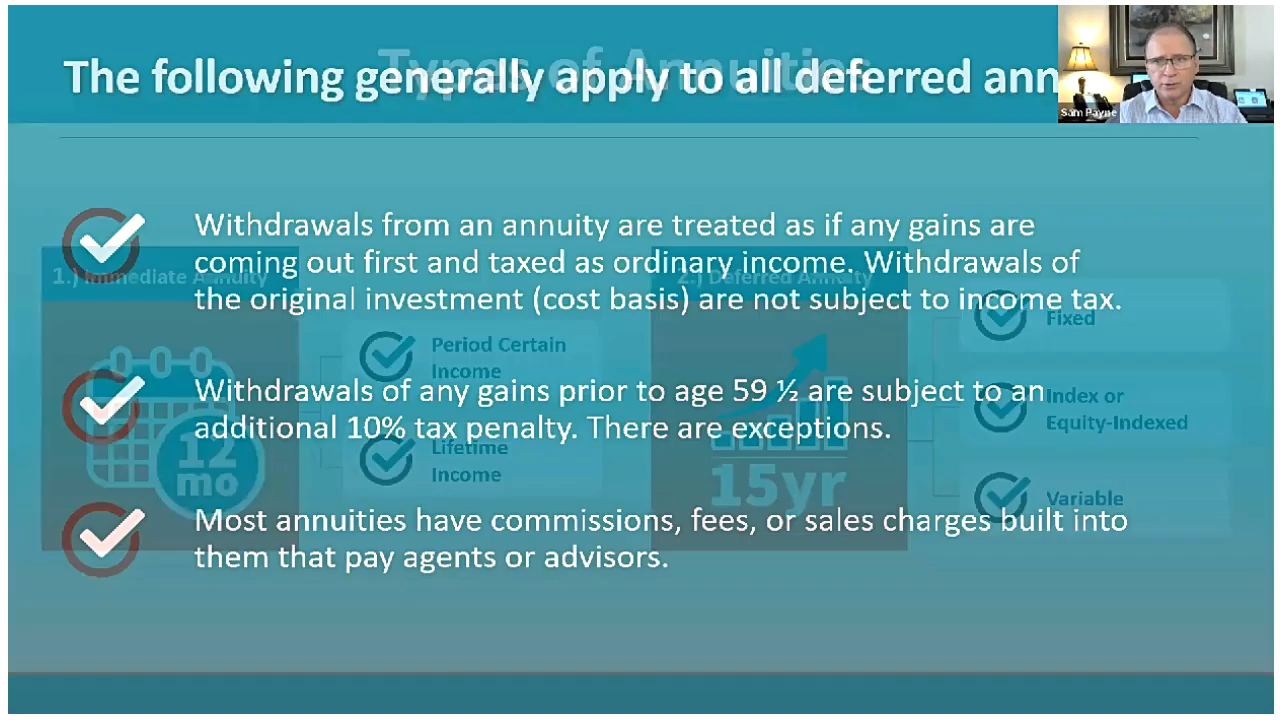 Types of Annuities
The following generally apply to all deferred ann
Sam Payne
Withdrawals from an annuity are treated as if any gains are
coming out first and taxed as ordinary income. Withdrawals of
the original investment (cost basis) are not subject to income tax.
Withdrawals of any gains prior to age 59 ½ are subject to an
additional 10% tax penalty. There are exceptions.
Most annuities have commissions, fees, or sales charges built into
them that pay agents or advisors.
1.) Immediate Annuity
12
mo
Period Certain
Income
Lifetime
Income
2.) Deferred Annuity
15yr
Fixed
Index or
Equity-Indexed
Variable